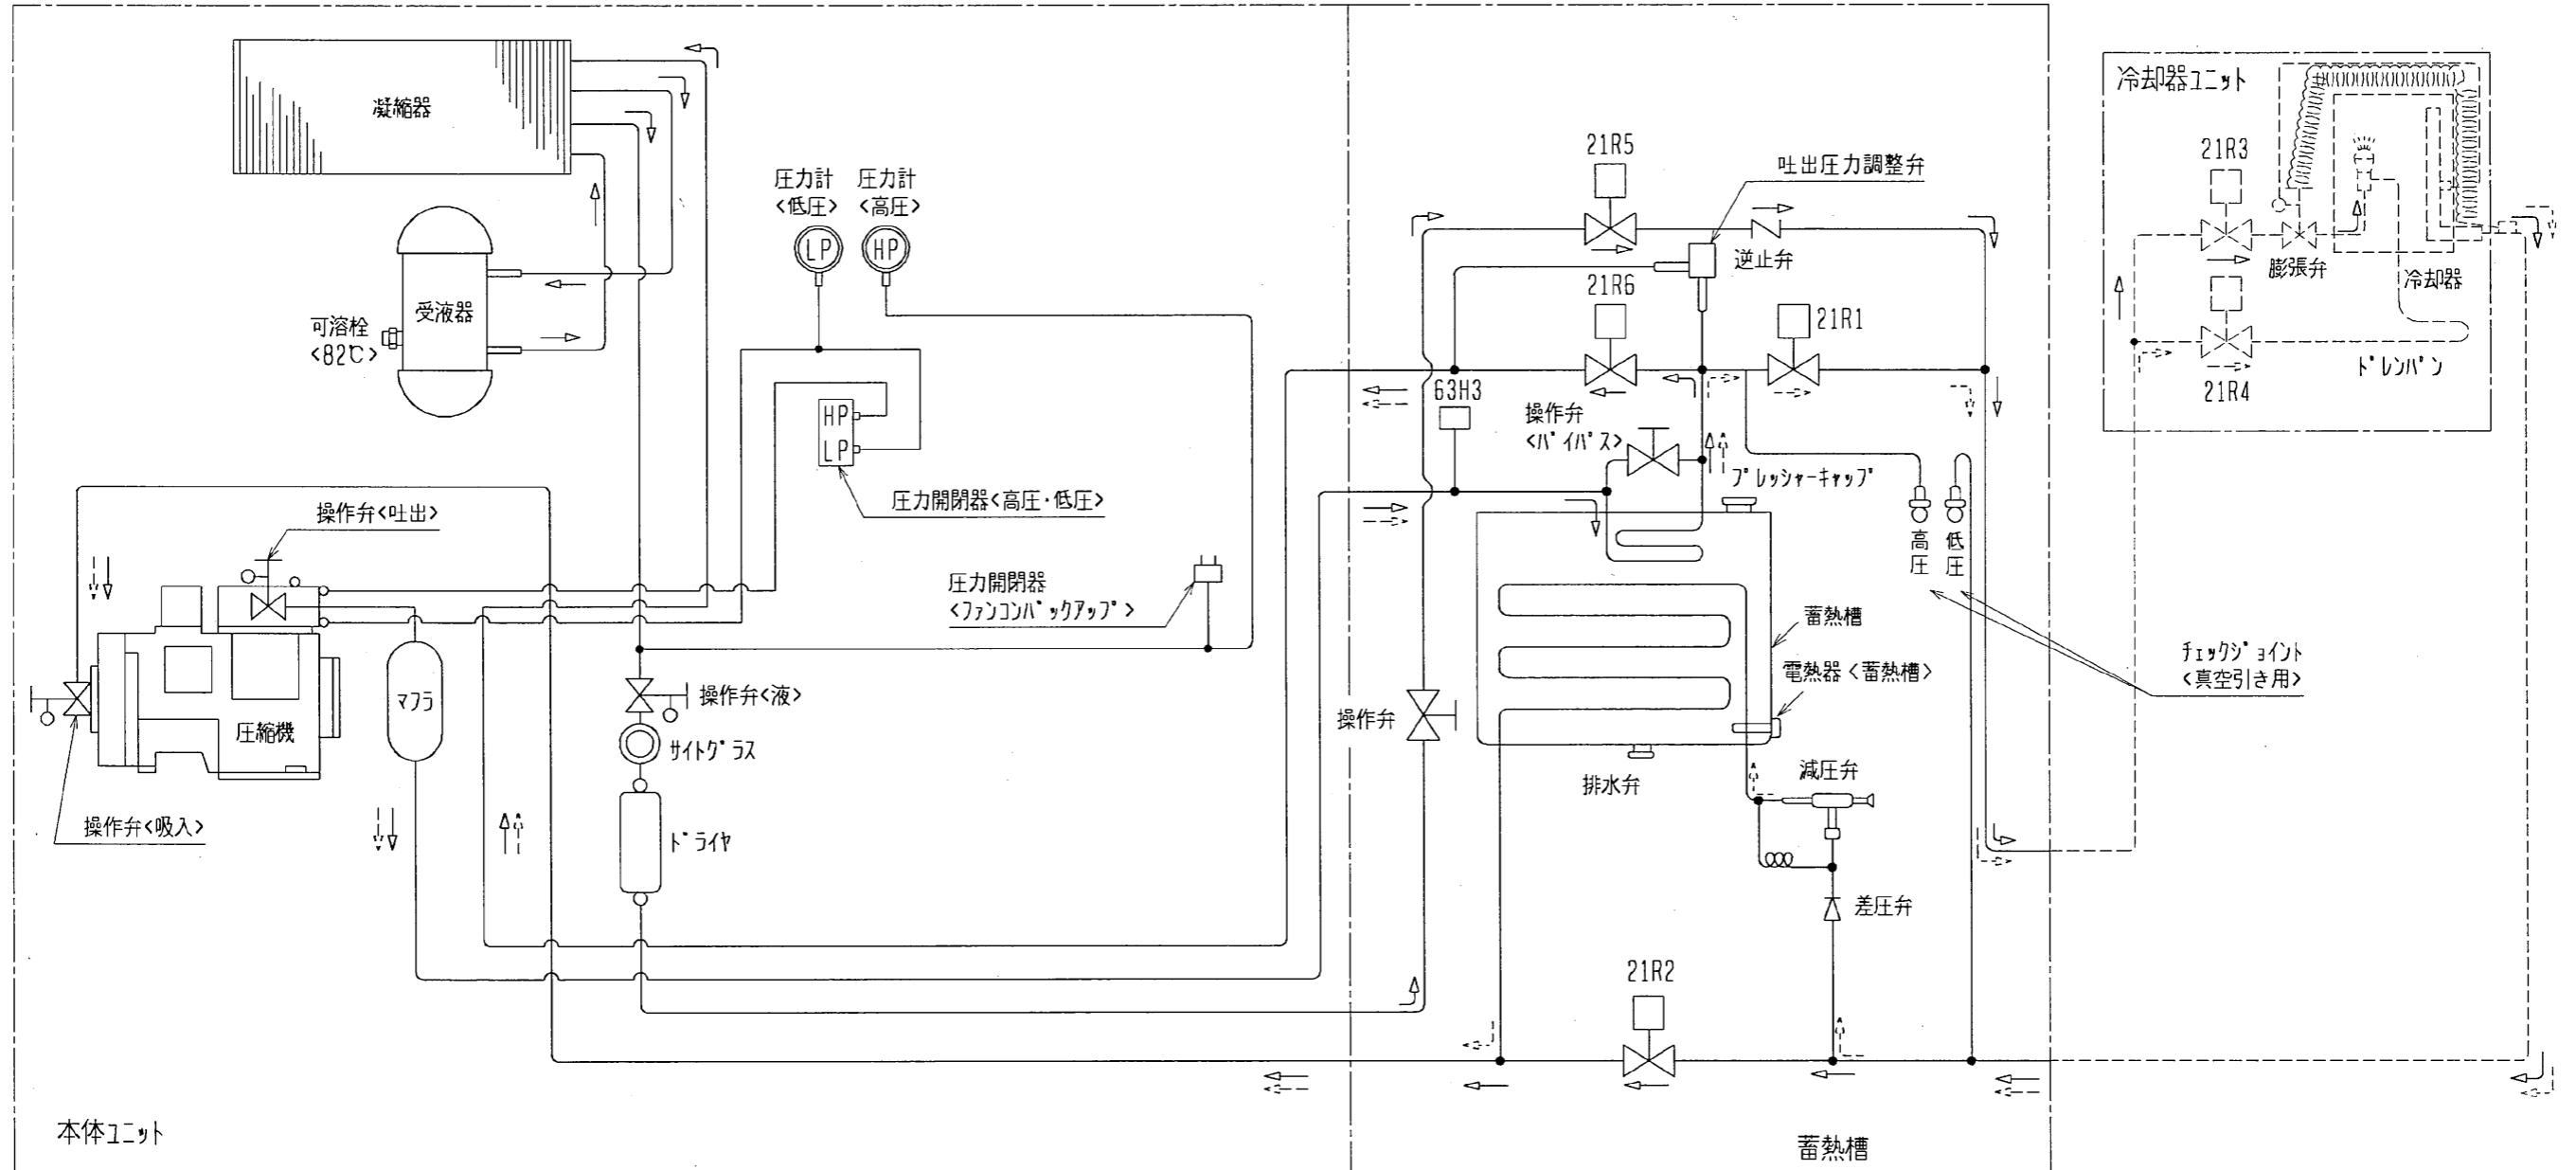 凝縮器
受液器
可溶栓
<82℃>
圧力計
<低圧>
圧力計
<高圧>
LP
HP
HP
LP
圧力開閉器<高圧・低圧>
圧力開閉器
<ファンコンバックアップ>
操作弁<吐出>
圧縮機
操作弁<吸入>
マフラ
操作弁<液>
サイトグラス
ドライヤ
本体ユニット
21R5
吐出圧力調整弁
逆止弁
21R6
21R1
63H3
操作弁
<バイパス>
プレッシャーキャップ
高圧
低圧
蓄熱槽
電熱器<蓄熱槽>
操作弁
排水弁
減圧弁
差圧弁
21R2
蓄熱槽
チェックジョイント
<真空引き用>
冷却器ユニット
21R3
膨張弁
冷却器
21R4
ドレンパン